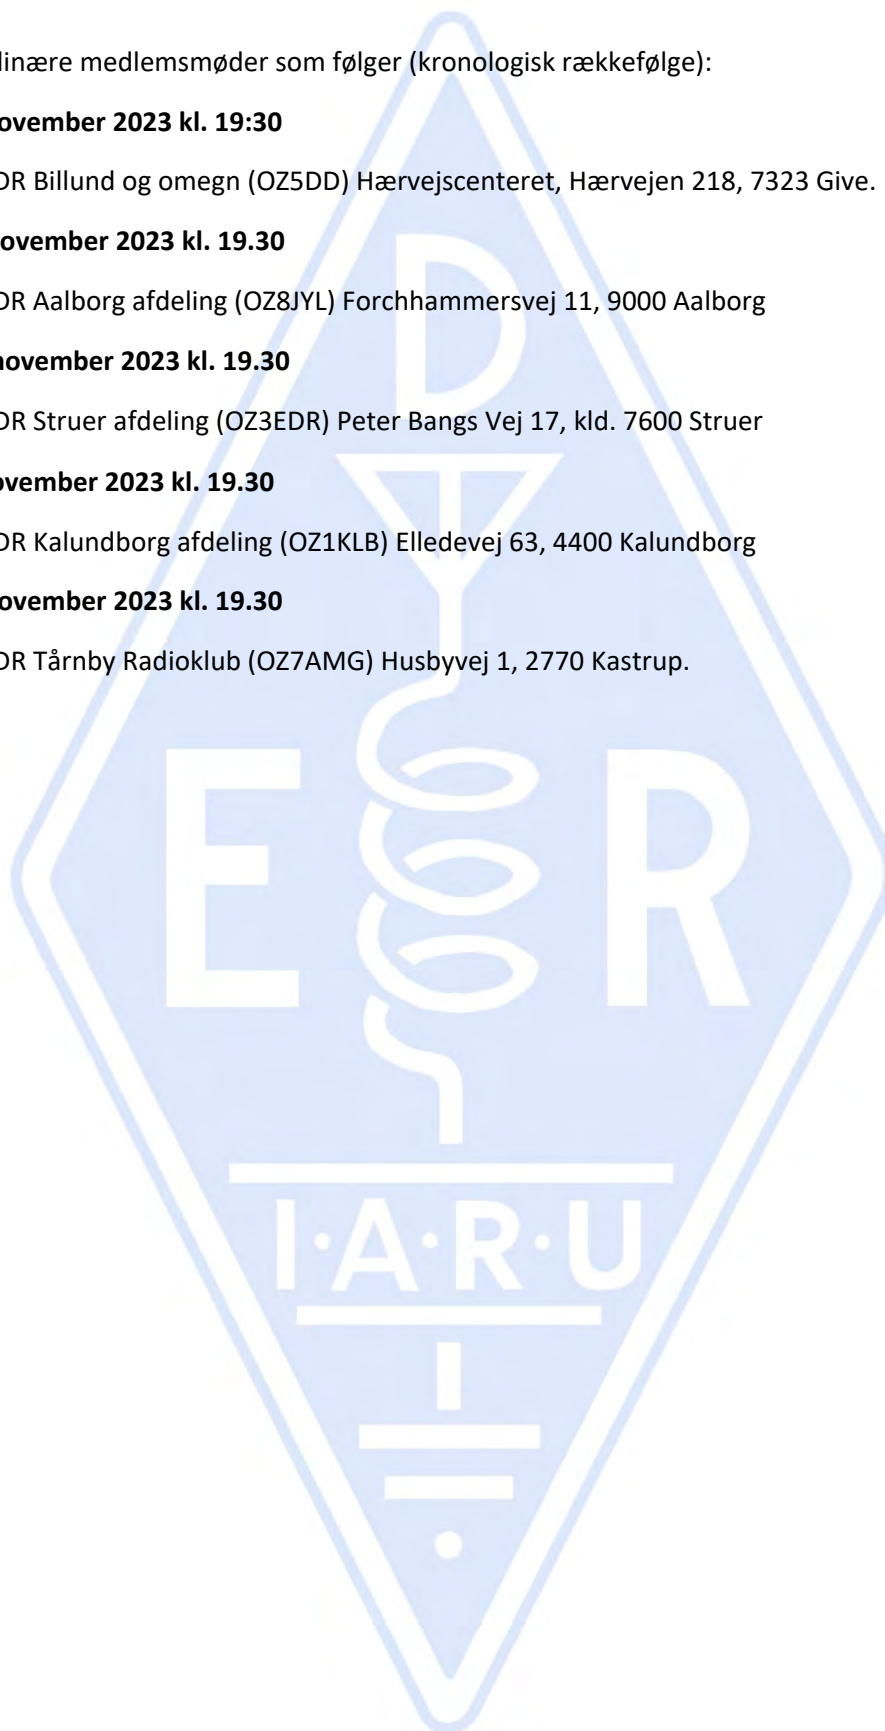 linære medlemsmøder som følger (kronologisk rækkefølge):
ovember 2023 kl. 19:30
DR Billund og omegn (OZ5DD) Hærvejscenteret, Hærvejen 218, 7323 Give.
ovember 2023 kl. 19.30
DR Aalborg afdeling (OZ8JYL) Forchhammersvej 11, 9000 Aalborg
november 2023 kl. 19.30
DR Struer afdeling (OZ3EDR) Peter Bangs Vej 17, kld. 7600 Struer
ovember 2023 kl. 19.30
DR Kalundborg afdeling (OZ1KLB) Elledevej 63, 4400 Kalundborg
ovember 2023 kl. 19.30
DR Tårnby Radioklub (OZ7AMG) Husbyvej 1, 2770 Kastrup.
D
E R
I·A·R·U